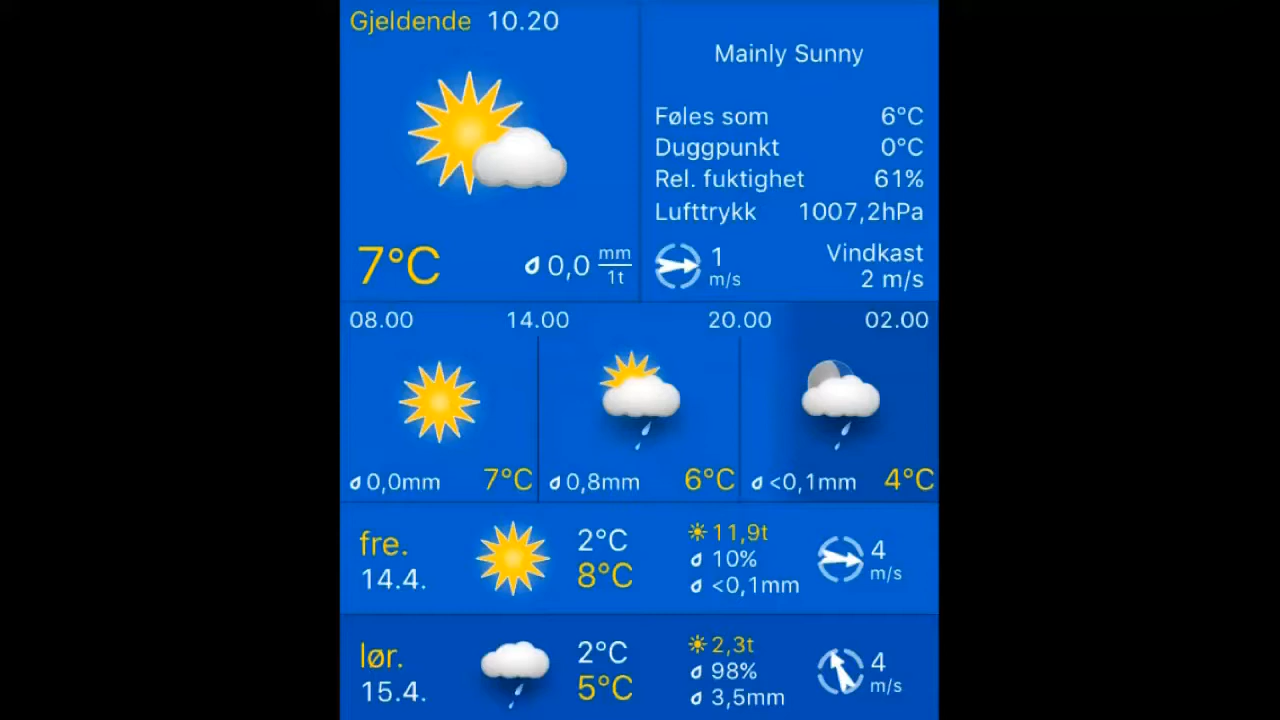 Gjeldende 10.20
7°C
0,0 mm/1t
Mainly Sunny
Føles som 6°C
Duggpunkt 0°C
Rel. fuktighet 61%
Lufttrykk 1007,2hPa
1 m/s
Vindkast
2 m/s
08.00 14.00 20.00 02.00
0,0mm 7°C 0,8mm 6°C <0,1mm 4°C
fre.
14.4.
2°C
8°C
11,9t
10%
<0,1mm
4
m/s
lør.
15.4.
2°C
5°C
2,3t
98%
3,5mm
4
m/s